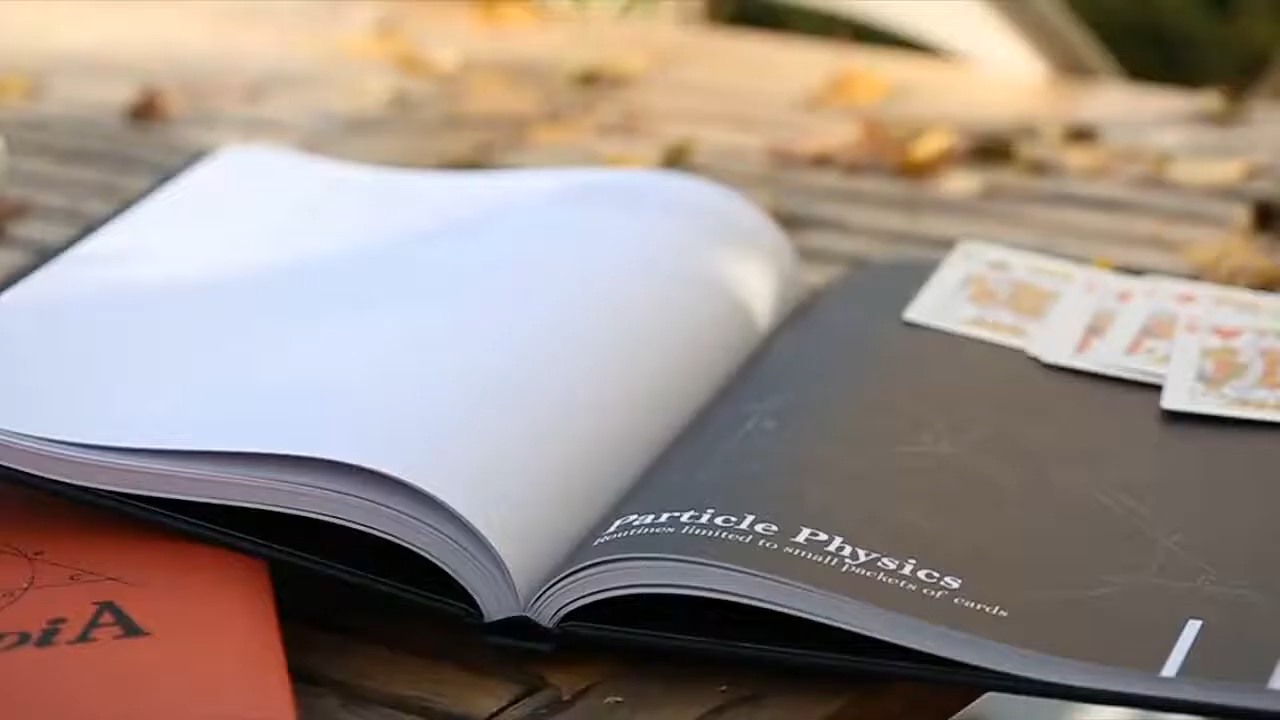 Particle Physics
Routines limited to small packets of cards
piA